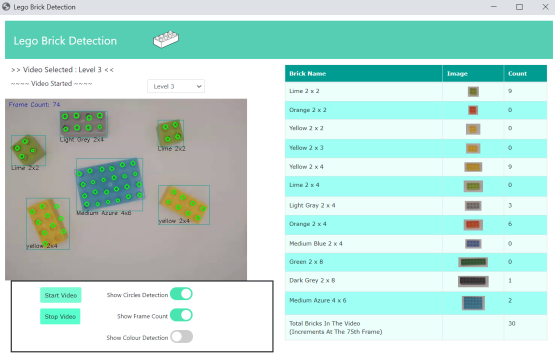 Lego Brick Detection
Lego Brick Detection
>> Video Selected : Level 3 <<
~~~~ Video Started ~~~~
Level 3
Frame Count: 74
Light Grey 2x4
Lime 2x2
Lime 2x2
Medium Azure 4x8
yellow 2x4
yellow 2x4
Start Video
Show Circles Detection
Stop Video
Show Frame Count
Show Colour Detection
Brick Name Image Count
Lime 2 x 2 9
Orange 2 x 2 0
Yellow 2 x 2 0
Yellow 2 x 3 0
Yellow 2 x 4 9
Lime 2 x 4 0
Light Gray 2 x 4 3
Orange 2 x 4 6
Medium Blue 2 x 4 0
Green 2 x 8 0
Dark Grey 2 x 8 1
Medium Azure 4 x 6 2
Total Bricks In The Video 30
(Increments At The 75th Frame)